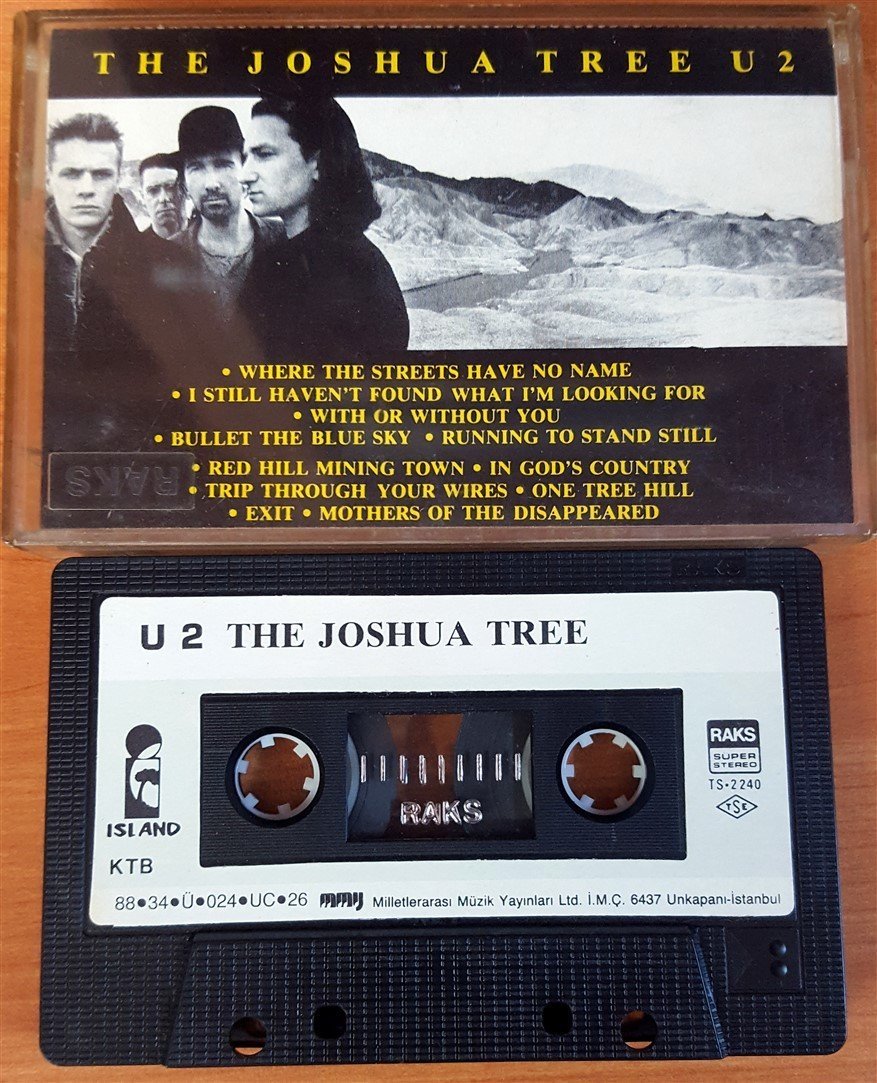 THE JOSHUA TREE U2
• WHERE THE STREETS HAVE NO NAME
• I STILL HAVEN'T FOUND WHAT I'M LOOKING FOR
• WITH OR WITHOUT YOU
• BULLET THE BLUE SKY • RUNNING TO STAND STILL
• RED HILL MINING TOWN • IN GOD'S COUNTRY
• TRIP THROUGH YOUR WIRES • ONE TREE HILL
• EXIT • MOTHERS OF THE DISAPPEARED
RAKS
RAKS
U 2 THE JOSHUA TREE
RAKS
SUPER
STEREO
TS•2240
TSE
RAKS
ISLAND
KTB
88•34•Ü•024•UC•26 mmy Milletlerarası Müzik Yayınları Ltd. İ.M.Ç. 6437 Unkapanı-İstanbul